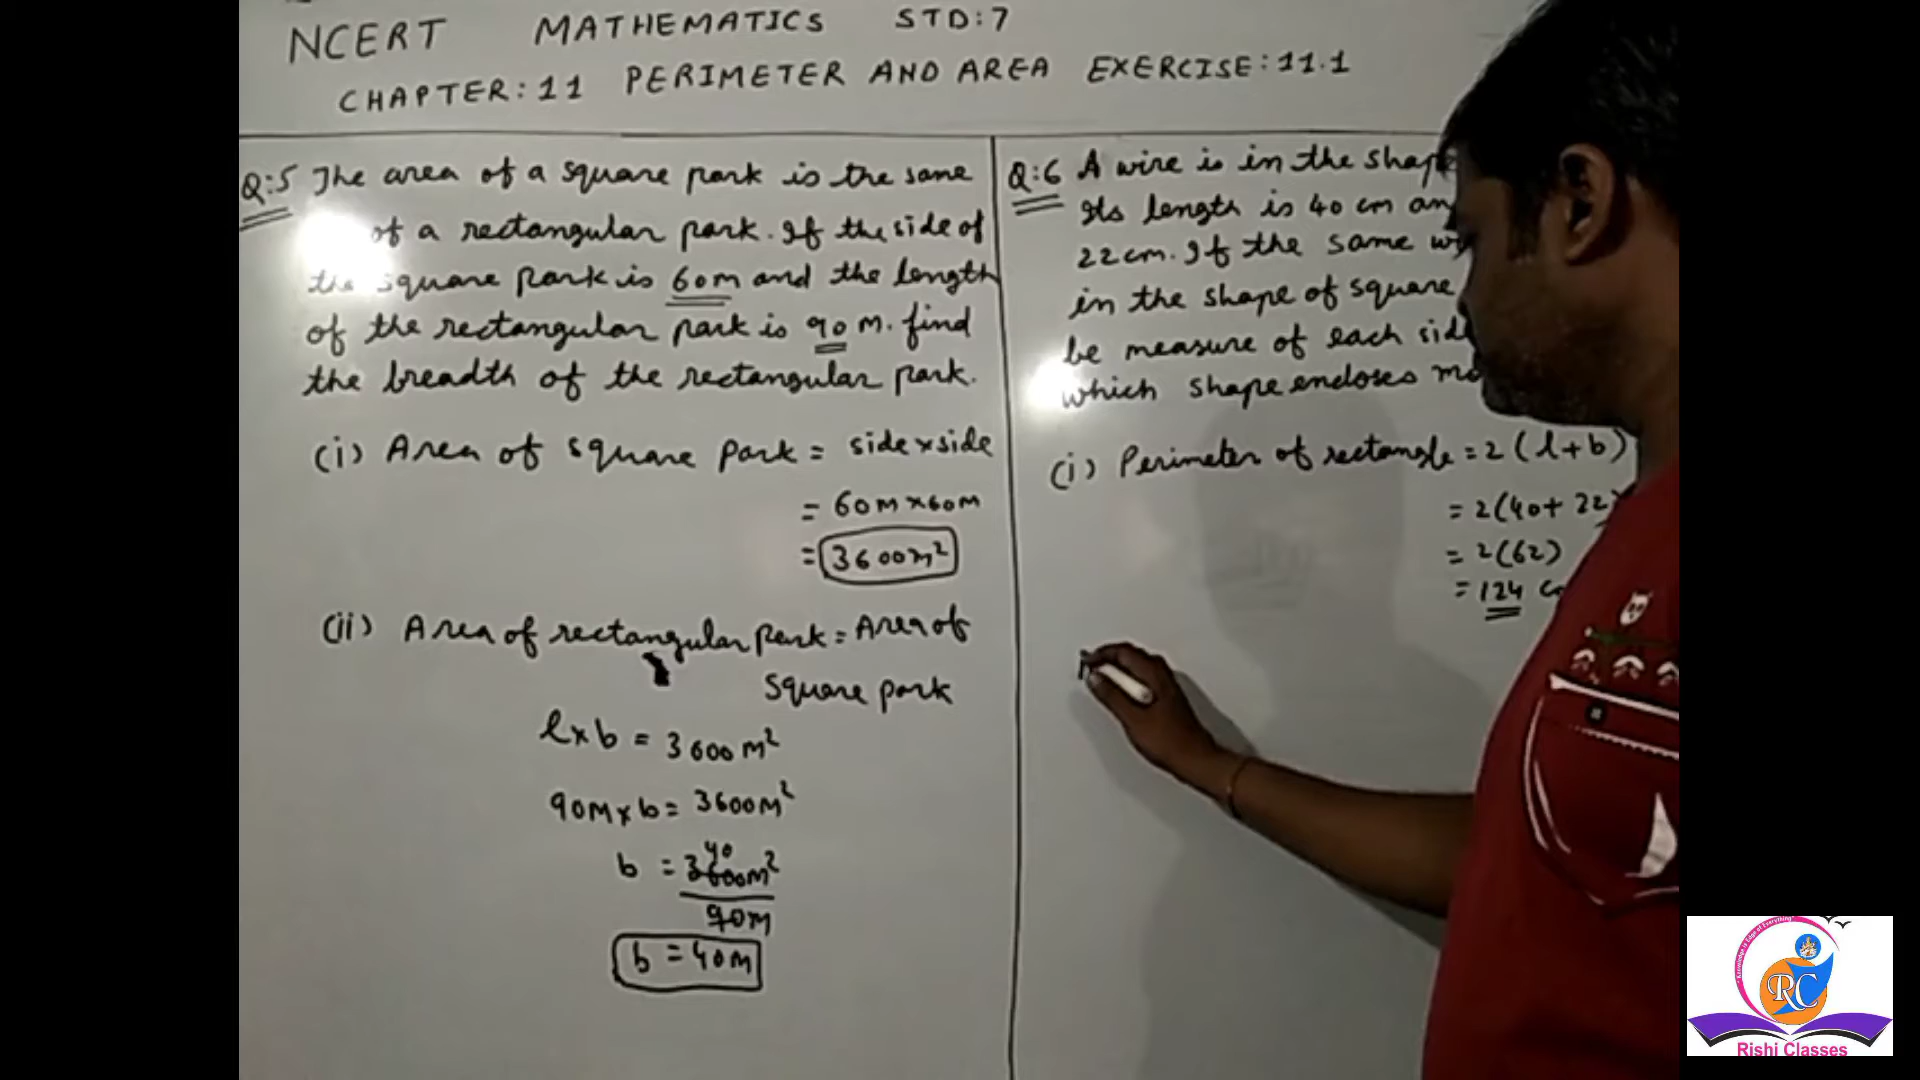 NCERT MATHEMATICS STD:7
CHAPTER:11 PERIMETER AND AREA EXERCISE:11.1
Q:5 The area of a square park is the same
of a rectangular park. If the side of
the square park is 60m and the length
of the rectangular park is 90 m. find
the breadth of the rectangular park.
(i) Area of square park = side×side
= 60m×60m
= 3600m²
(ii) Area of rectangular park = Area of
square park
l×b = 3600m²
90m×b = 3600m²
40
b = 3600m²
90m
b = 40m
Q:6 A wire is in the shap
Its length is 40 cm an
22cm. If the same w
in the shape of square
be measure of each sid
which shape encloses mo
(i) Perimeter of rectangle = 2(l+b)
= 2(40+22)
= 2(62)
= 124 c
RC
Rishi Classes